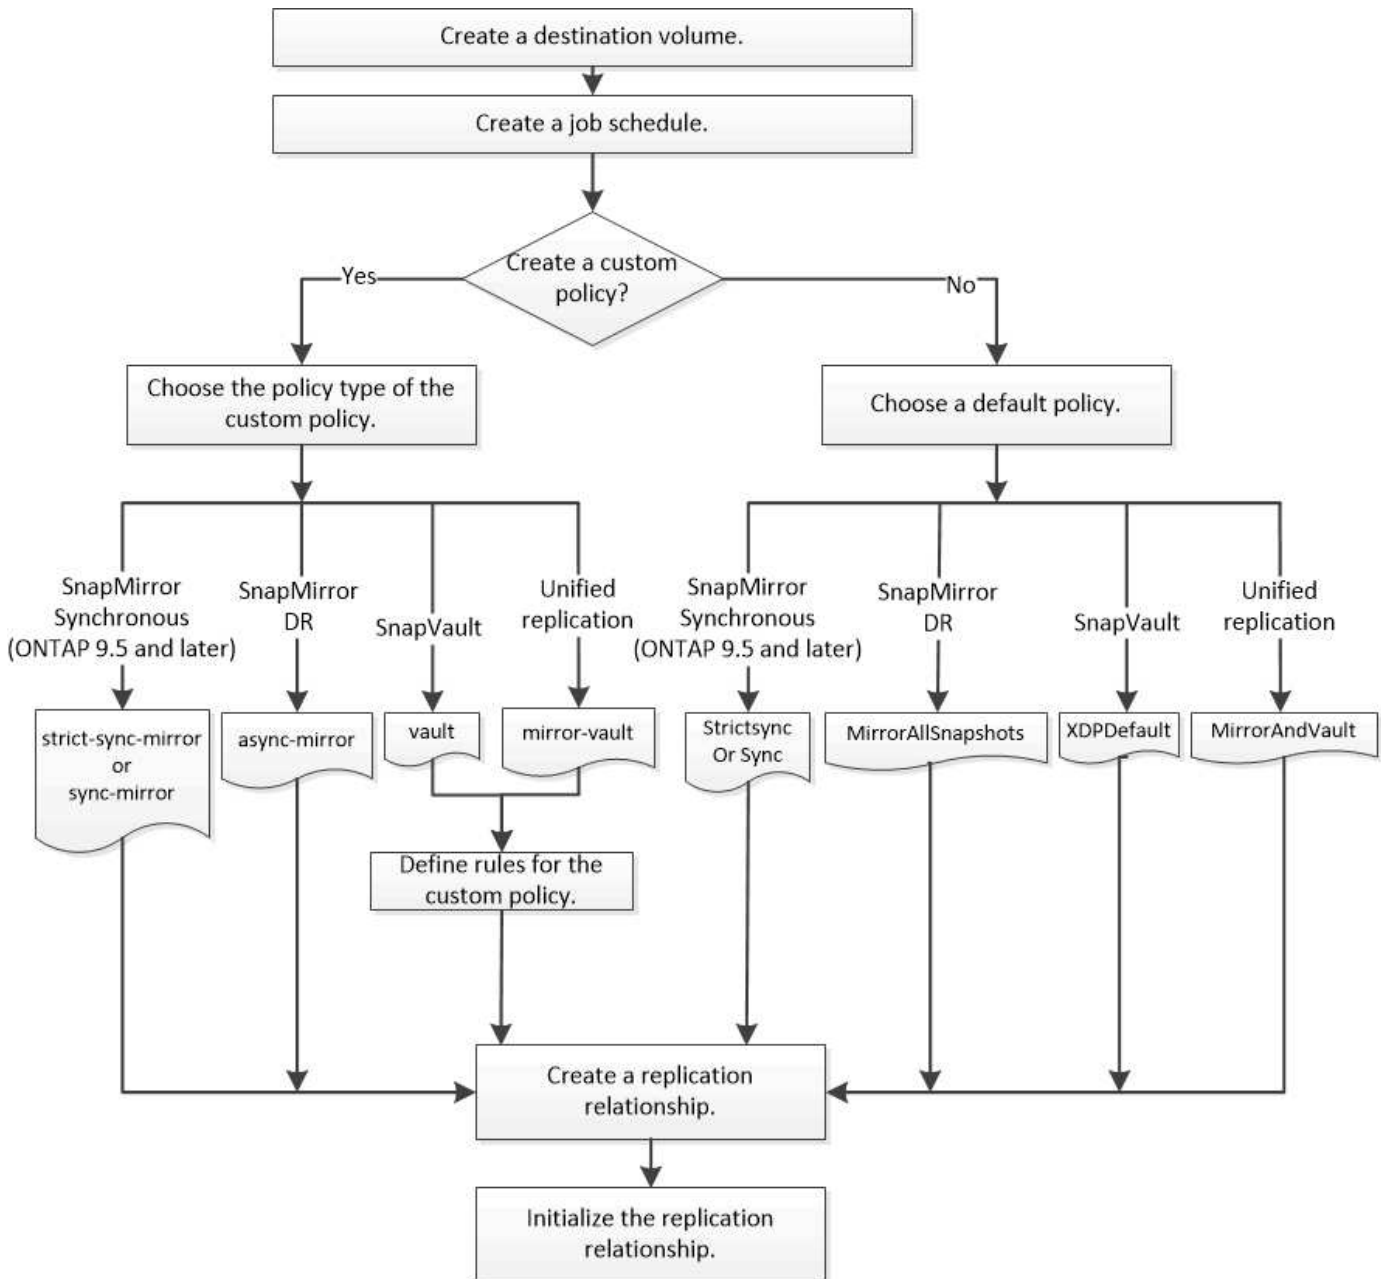 Create a destination volume.
Create a job schedule.
Create a custom
policy?
Yes
No
Choose the policy type of the
custom policy.
Choose a default policy.
SnapMirror
Synchronous
(ONTAP 9.5 and later)
SnapMirror
DR
SnapVault
Unified
replication
SnapMirror
Synchronous
(ONTAP 9.5 and later)
SnapMirror
DR
SnapVault
Unified
replication
strict-sync-mirror
or
sync-mirror
async-mirror
vault
mirror-vault
Strictsync
Or Sync
MirrorAllSnapshots
XDPDefault
MirrorAndVault
Define rules for the
custom policy.
Create a replication
relationship.
Initialize the replication
relationship.